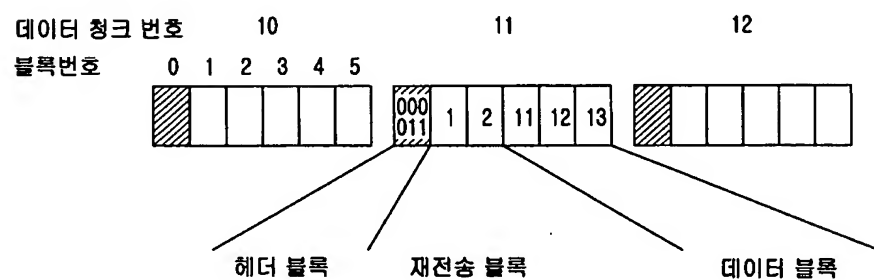 데이터 청크 번호 10 11 12
블록번호 0 1 2 3 4 5
000
011 1 2 11 12 13
헤더 블록 재전송 블록 데이터 블록